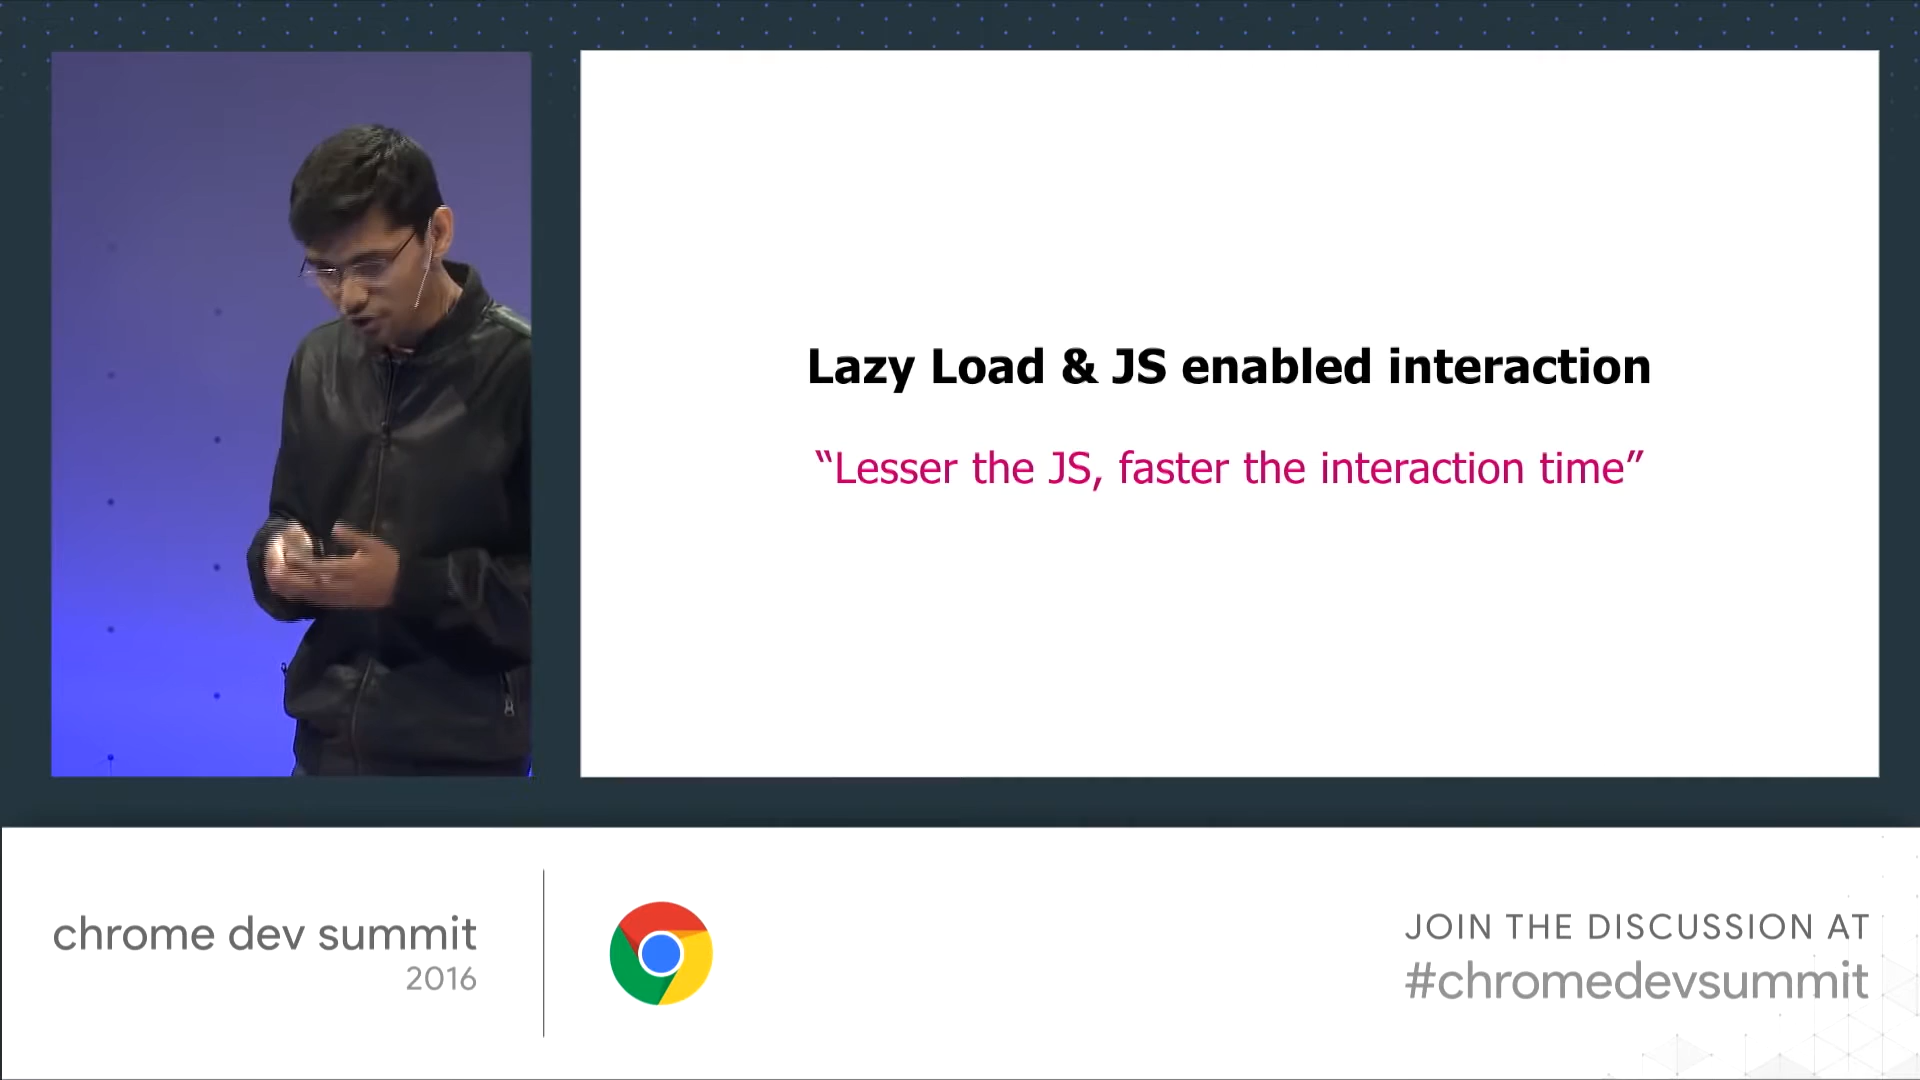 Lazy Load & JS enabled interaction
“Lesser the JS, faster the interaction time”
chrome dev summit
2016
JOIN THE DISCUSSION AT
#chromedevsummit